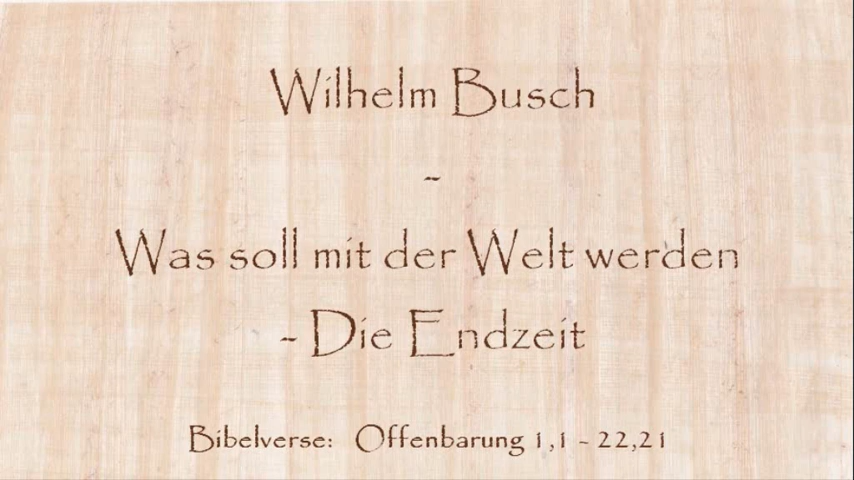 Wilhelm Busch
-
Was soll mit der Welt werden
- Die Endzeit
Bibelverse: Offenbarung 1,1 - 22,21